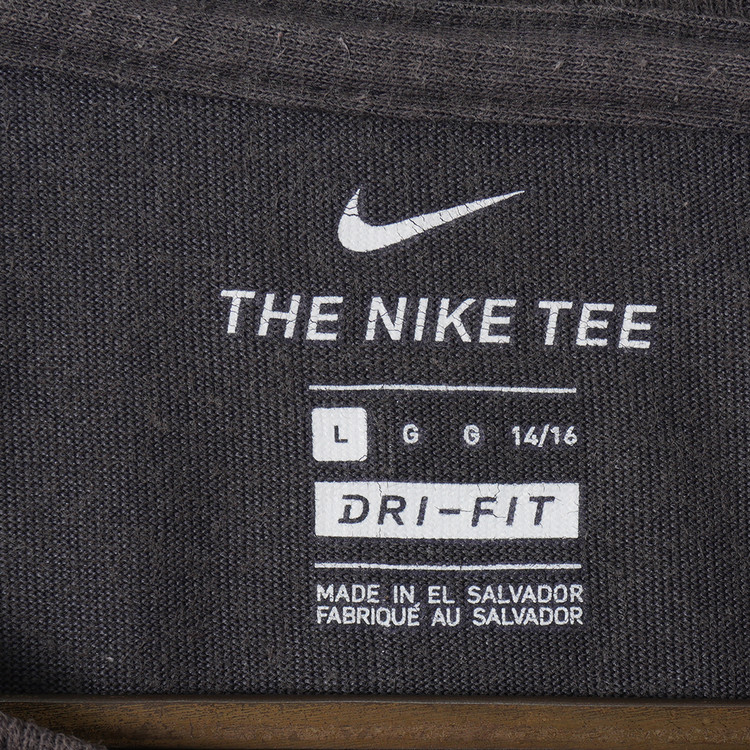 THE NIKE TEE
L G G 14/16
DRI-FIT
MADE IN EL SALVADOR
FABRIQUÉ AU SALVADOR